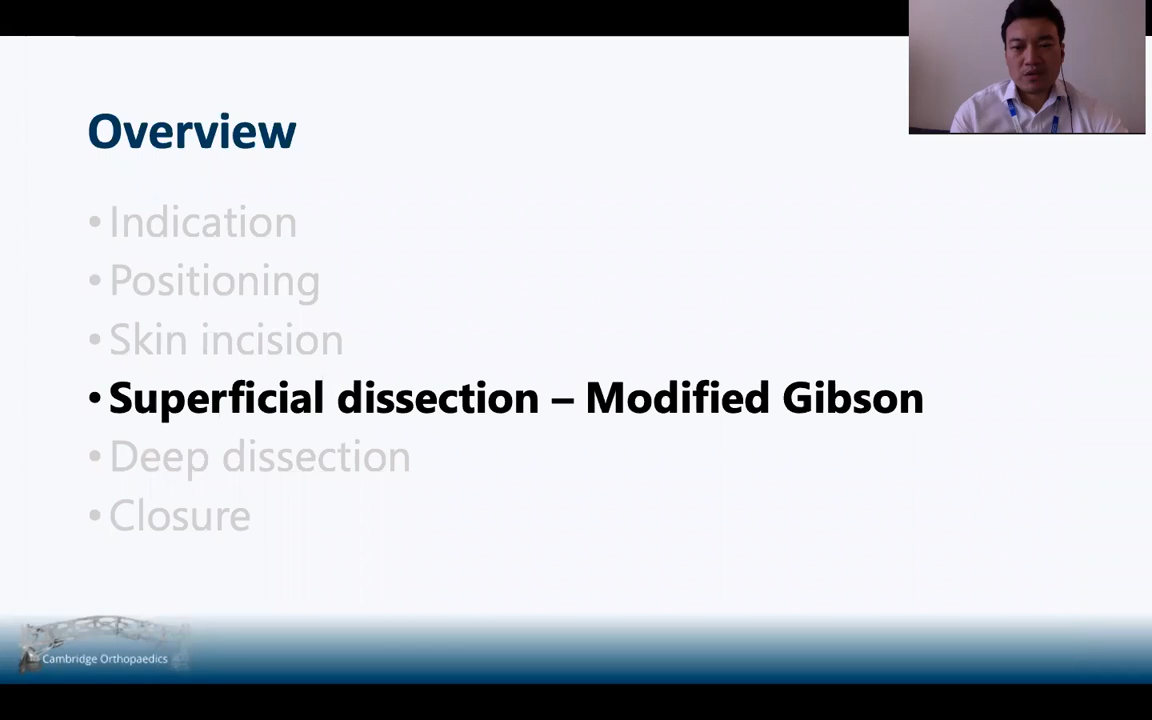 Overview
• Indication
• Positioning
• Skin incision
• Superficial dissection – Modified Gibson
• Deep dissection
• Closure
Cambridge Orthopaedics